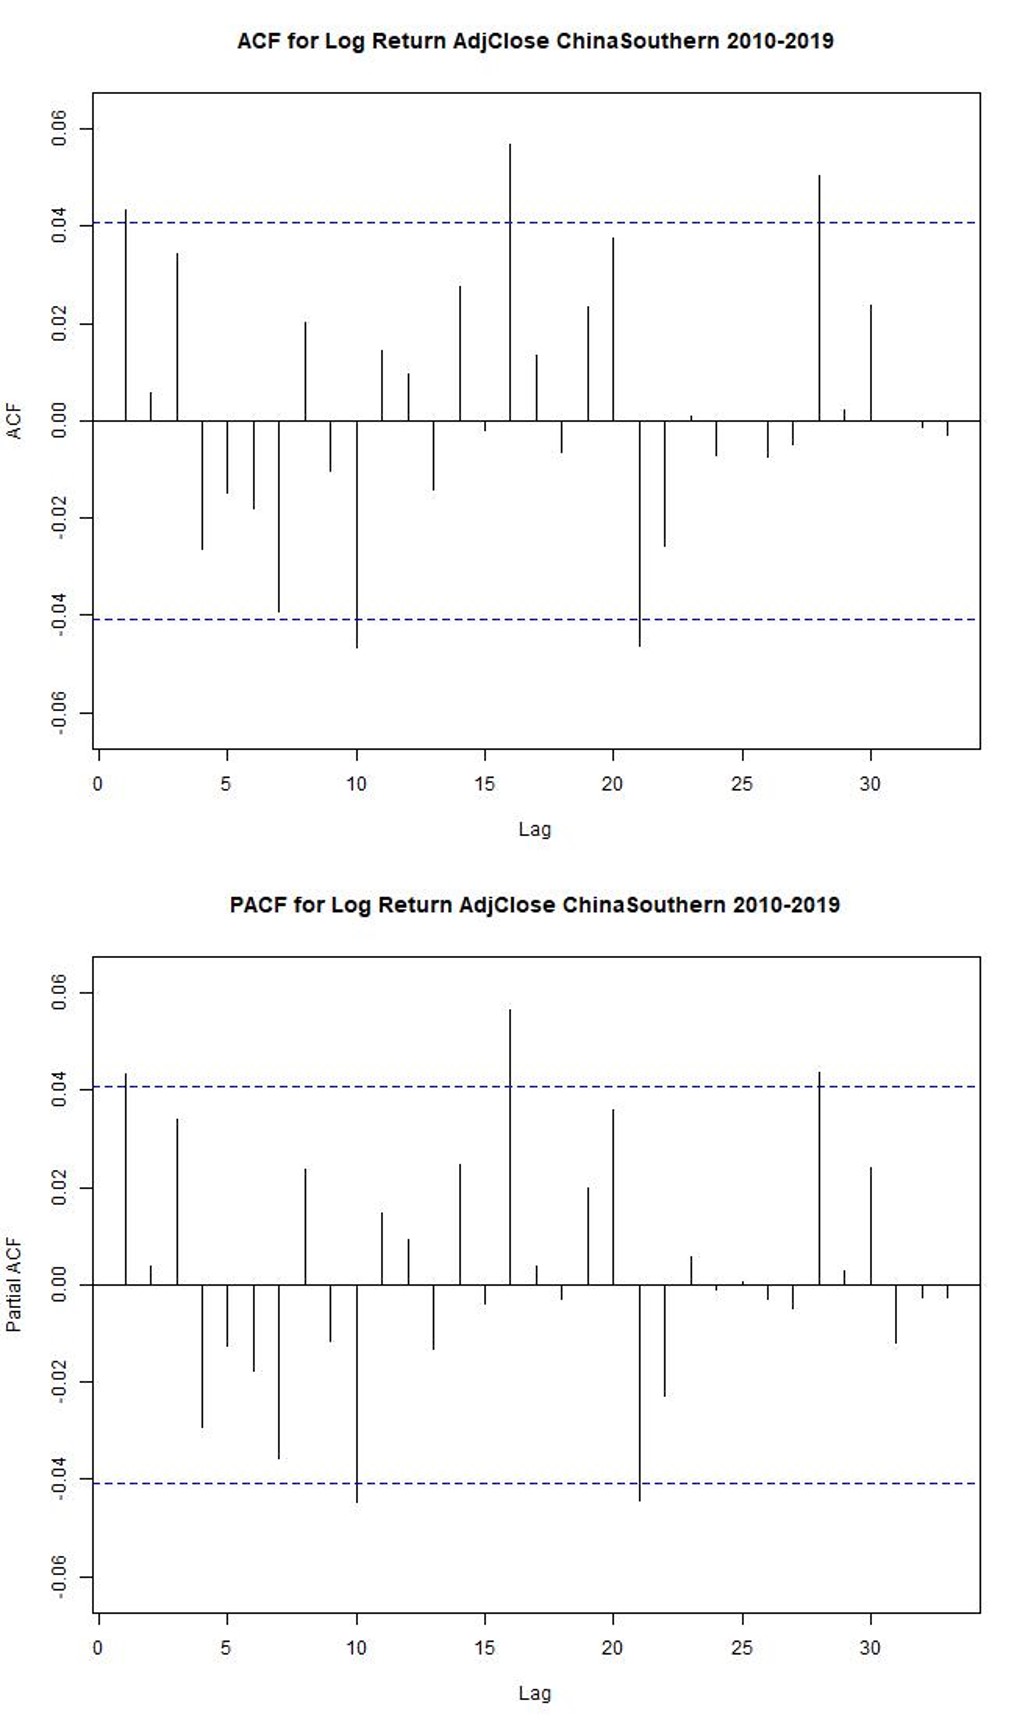 ACF for Log Return AdjClose ChinaSouthern 2010-2019
0.06
0.04
0.02
0.00
-0.02
-0.04
-0.06
ACF
0 5 10 15 20 25 30
Lag
PACF for Log Return AdjClose ChinaSouthern 2010-2019
0.06
0.04
0.02
0.00
-0.02
-0.04
-0.06
Partial ACF
0 5 10 15 20 25 30
Lag